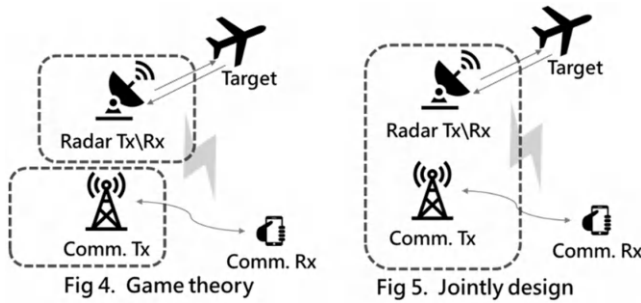 Target
Radar Tx\Rx
Comm. Tx
Comm. Rx
Fig 4. Game theory
Target
Radar Tx\Rx
Comm. Tx
Comm. Rx
Fig 5. Jointly design